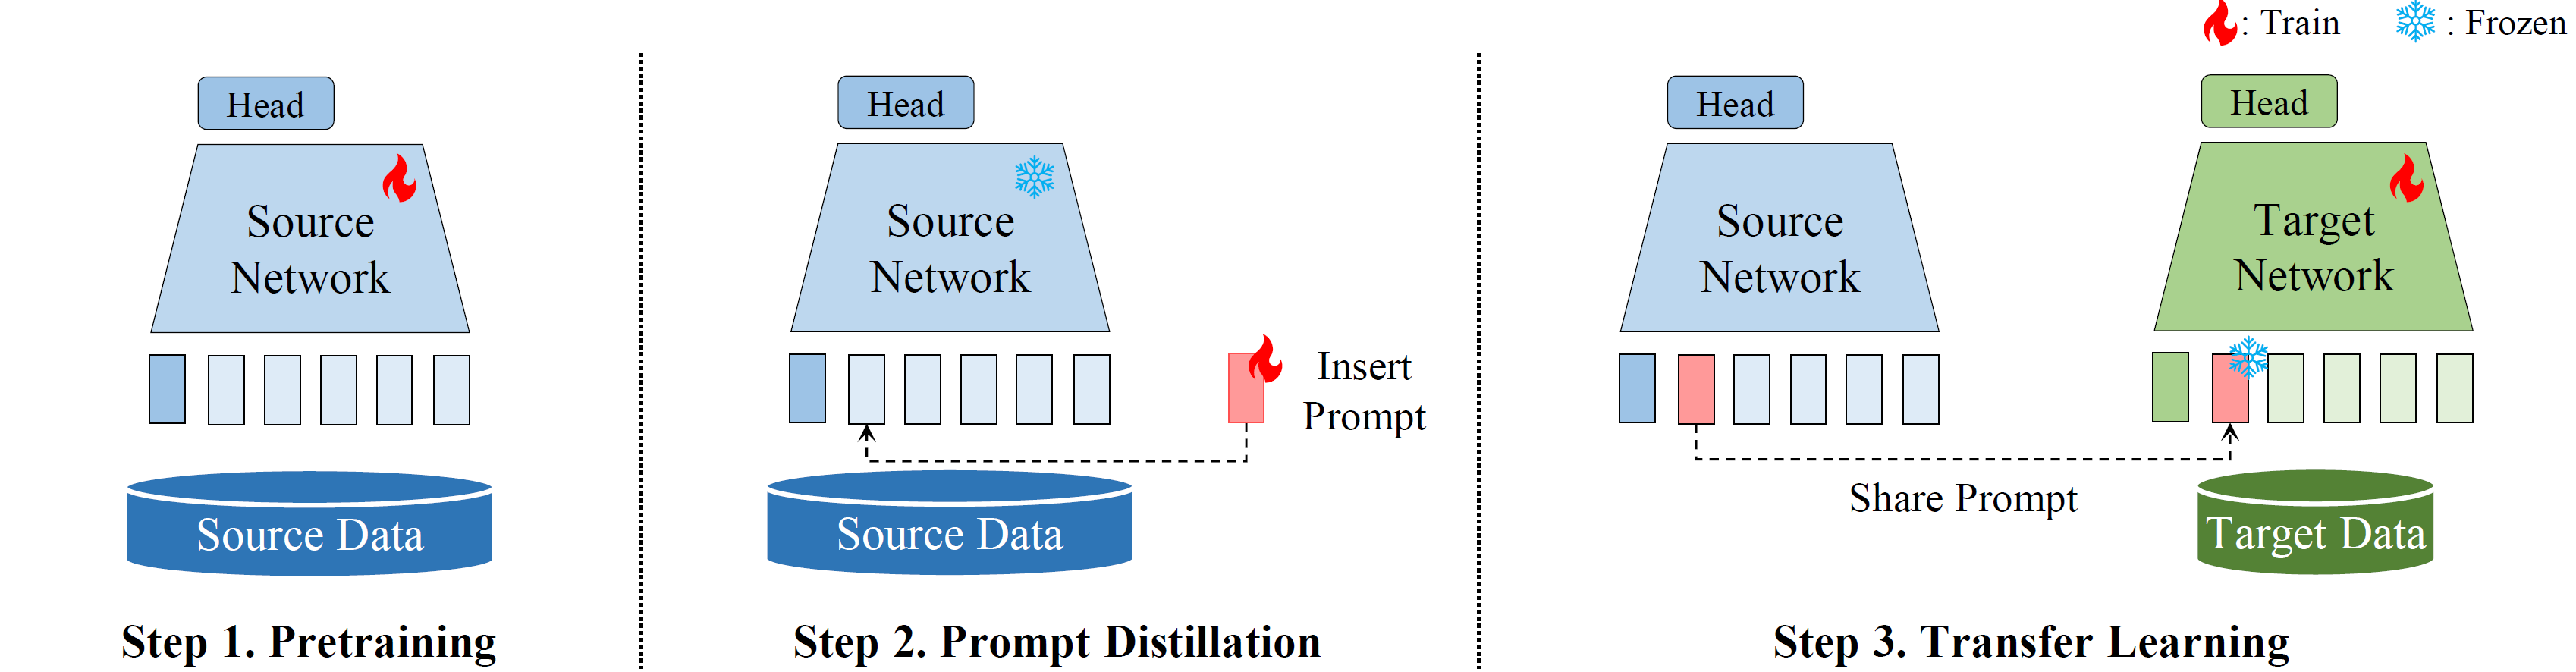 : Train
: Frozen
Head
Source
Network
Source Data
Step 1. Pretraining
Head
Source
Network
Insert
Prompt
Source Data
Step 2. Prompt Distillation
Head
Source
Network
Share Prompt
Head
Target
Network
Target Data
Step 3. Transfer Learning